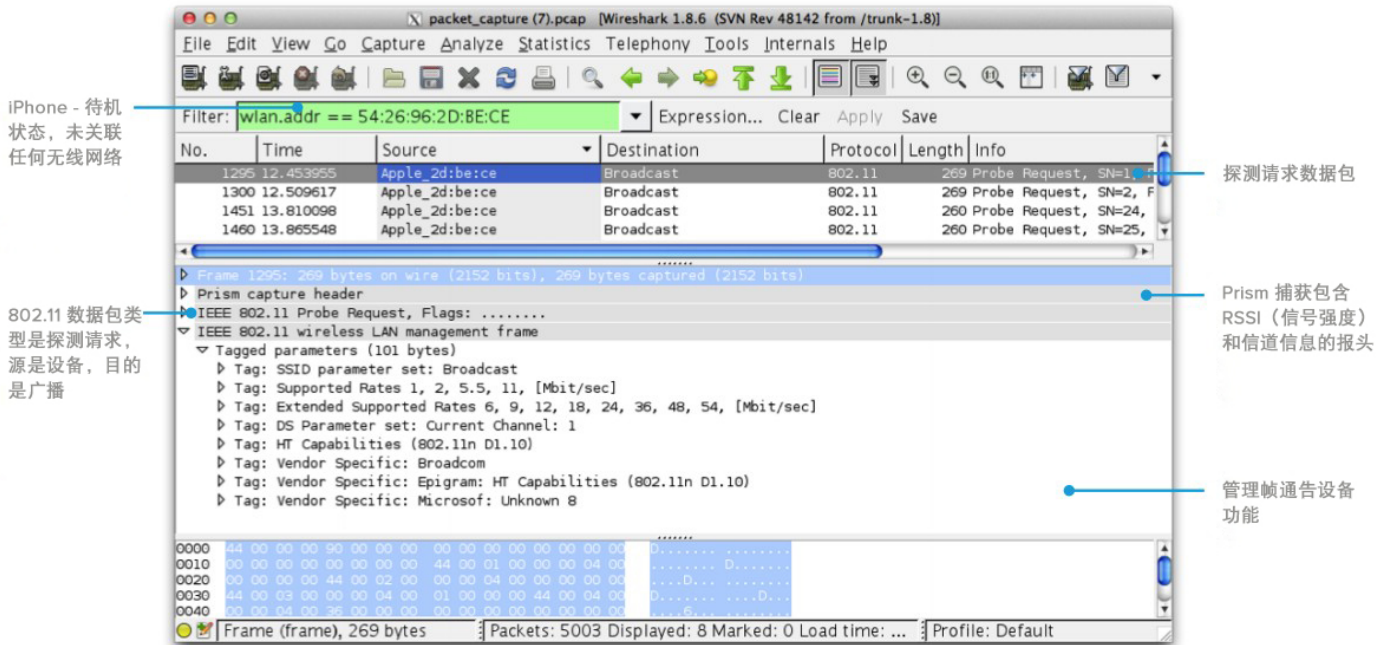 packet_capture (7).pcap [Wireshark 1.8.6 (SVN Rev 48142 from /trunk-1.8)]
File Edit View Go Capture Analyze Statistics Telephony Tools Internals Help
iPhone - 待机
状态，未关联
任何无线网络
Filter: wlan.addr == 54:26:96:2D:BE:CE Expression... Clear Apply Save
No. Time Source Destination Protocol Length Info
1295 12.453955 Apple_2d:be:ce Broadcast 802.11 269 Probe Request, SN=1,
1300 12.509617 Apple_2d:be:ce Broadcast 802.11 269 Probe Request, SN=2, F
1451 13.810098 Apple_2d:be:ce Broadcast 802.11 260 Probe Request, SN=24,
1460 13.865548 Apple_2d:be:ce Broadcast 802.11 260 Probe Request, SN=25,
探测请求数据包
Frame 1295: 269 bytes on wire (2152 bits), 269 bytes captured (2152 bits)
Prism capture header
IEEE 802.11 Probe Request, Flags: ........
IEEE 802.11 wireless LAN management frame
Tagged parameters (101 bytes)
Tag: SSID parameter set: Broadcast
Tag: Supported Rates 1, 2, 5.5, 11, [Mbit/sec]
Tag: Extended Supported Rates 6, 9, 12, 18, 24, 36, 48, 54, [Mbit/sec]
Tag: DS Parameter set: Current Channel: 1
Tag: HT Capabilities (802.11n D1.10)
Tag: Vendor Specific: Broadcom
Tag: Vendor Specific: Epigram: HT Capabilities (802.11n D1.10)
Tag: Vendor Specific: Microsof: Unknown 8
802.11 数据包类
型是探测请求，
源是设备，目的
是广播
Prism 捕获包含
RSSI（信号强度）
和信道信息的报头
管理帧通告设备
功能
0000 44 00 00 00 90 00 00 00 00 00 00 00 00 00 00 00 D....... ........
0010 00 00 00 00 00 00 00 00 44 00 01 00 00 00 04 00 ........ D.......
0020 00 00 00 00 44 00 02 00 00 00 04 00 00 00 00 00 ....D... ........
0030 44 00 03 00 00 00 04 00 01 00 00 00 44 00 04 00 D....... ....D...
0040 00 00 04 00 36 00 00 00 00 00 00 00 00 00 00 00 ....6... ........
Frame (frame), 269 bytes Packets: 5003 Displayed: 8 Marked: 0 Load time: ... Profile: Default